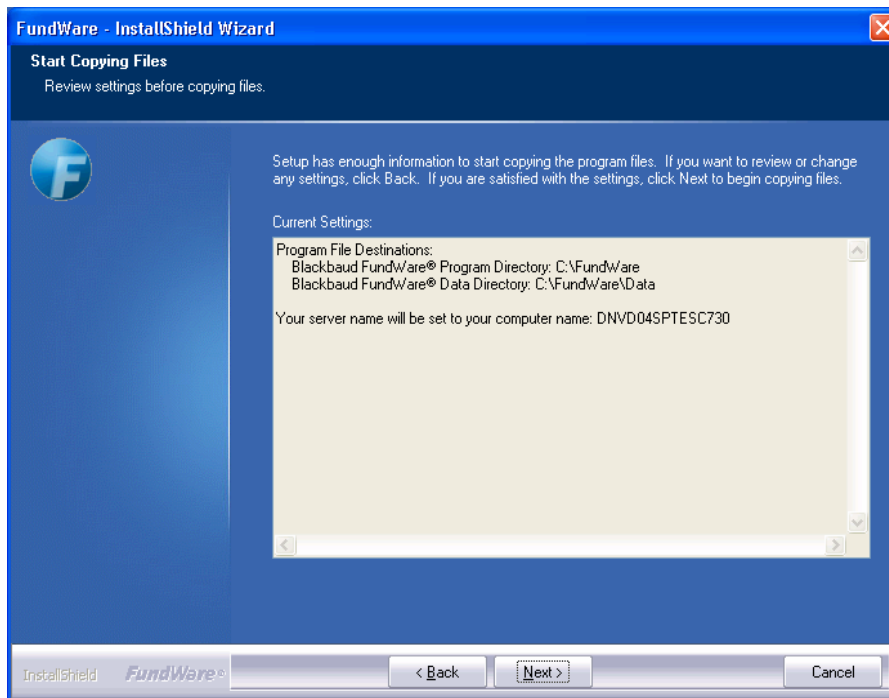 FundWare - InstallShield Wizard
Start Copying Files
Review settings before copying files.
F
Setup has enough information to start copying the program files. If you want to review or change
any settings, click Back. If you are satisfied with the settings, click Next to begin copying files.
Current Settings:
Program File Destinations:
Blackbaud FundWare® Program Directory: C:\FundWare
Blackbaud FundWare® Data Directory: C:\FundWare\Data
Your server name will be set to your computer name: DNVD04SPTESC730
InstallShield FundWare®
< Back Next > Cancel